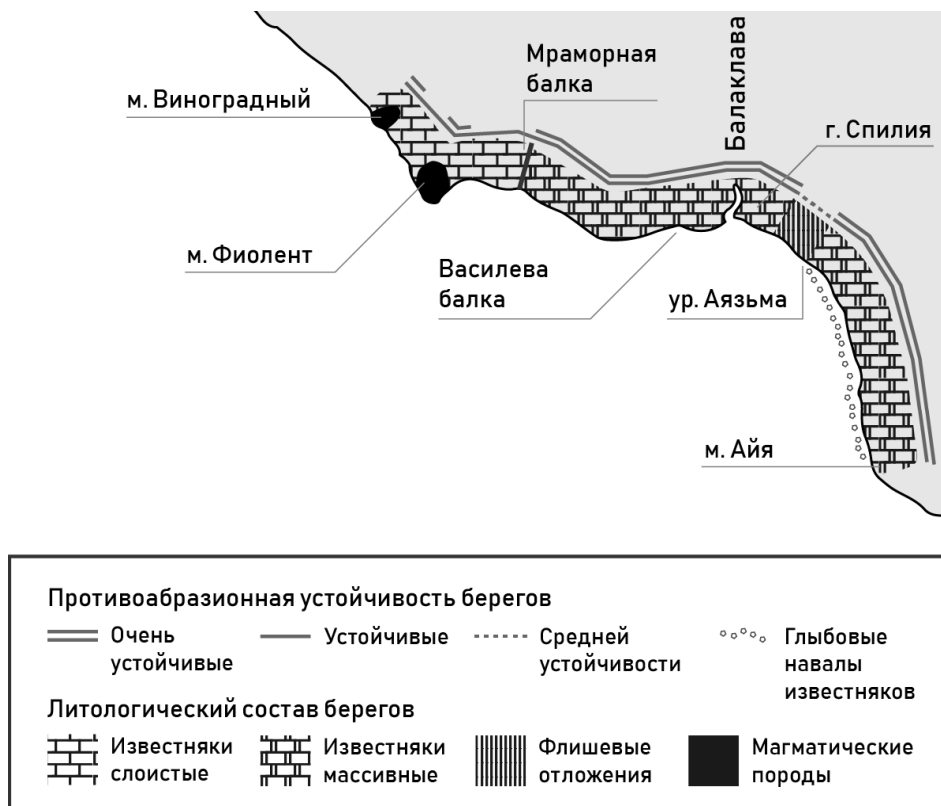 м. Виноградный
Мраморная
балка
Балаклава
г. Спилия
м. Фиолент
Василева
балка
ур. Аязьма
м. Айя
Противоабразионная устойчивость берегов
Очень
устойчивые
Устойчивые
Средней
устойчивости
Глыбовые
навалы
известняков
Литологический состав берегов
Известняки
слоистые
Известняки
массивные
Флишевые
отложения
Магматические
породы